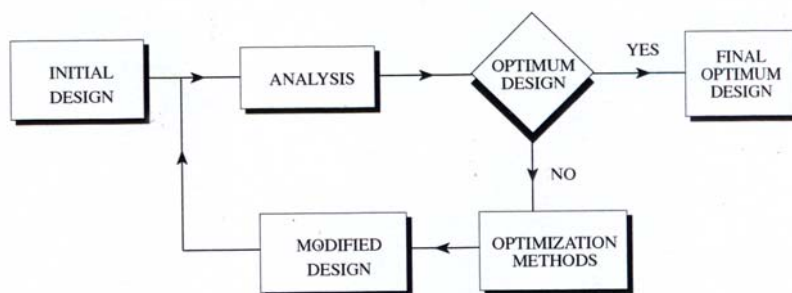 INITIAL
DESIGN
ANALYSIS
OPTIMUM
DESIGN
YES
FINAL
OPTIMUM
DESIGN
NO
OPTIMIZATION
METHODS
MODIFIED
DESIGN